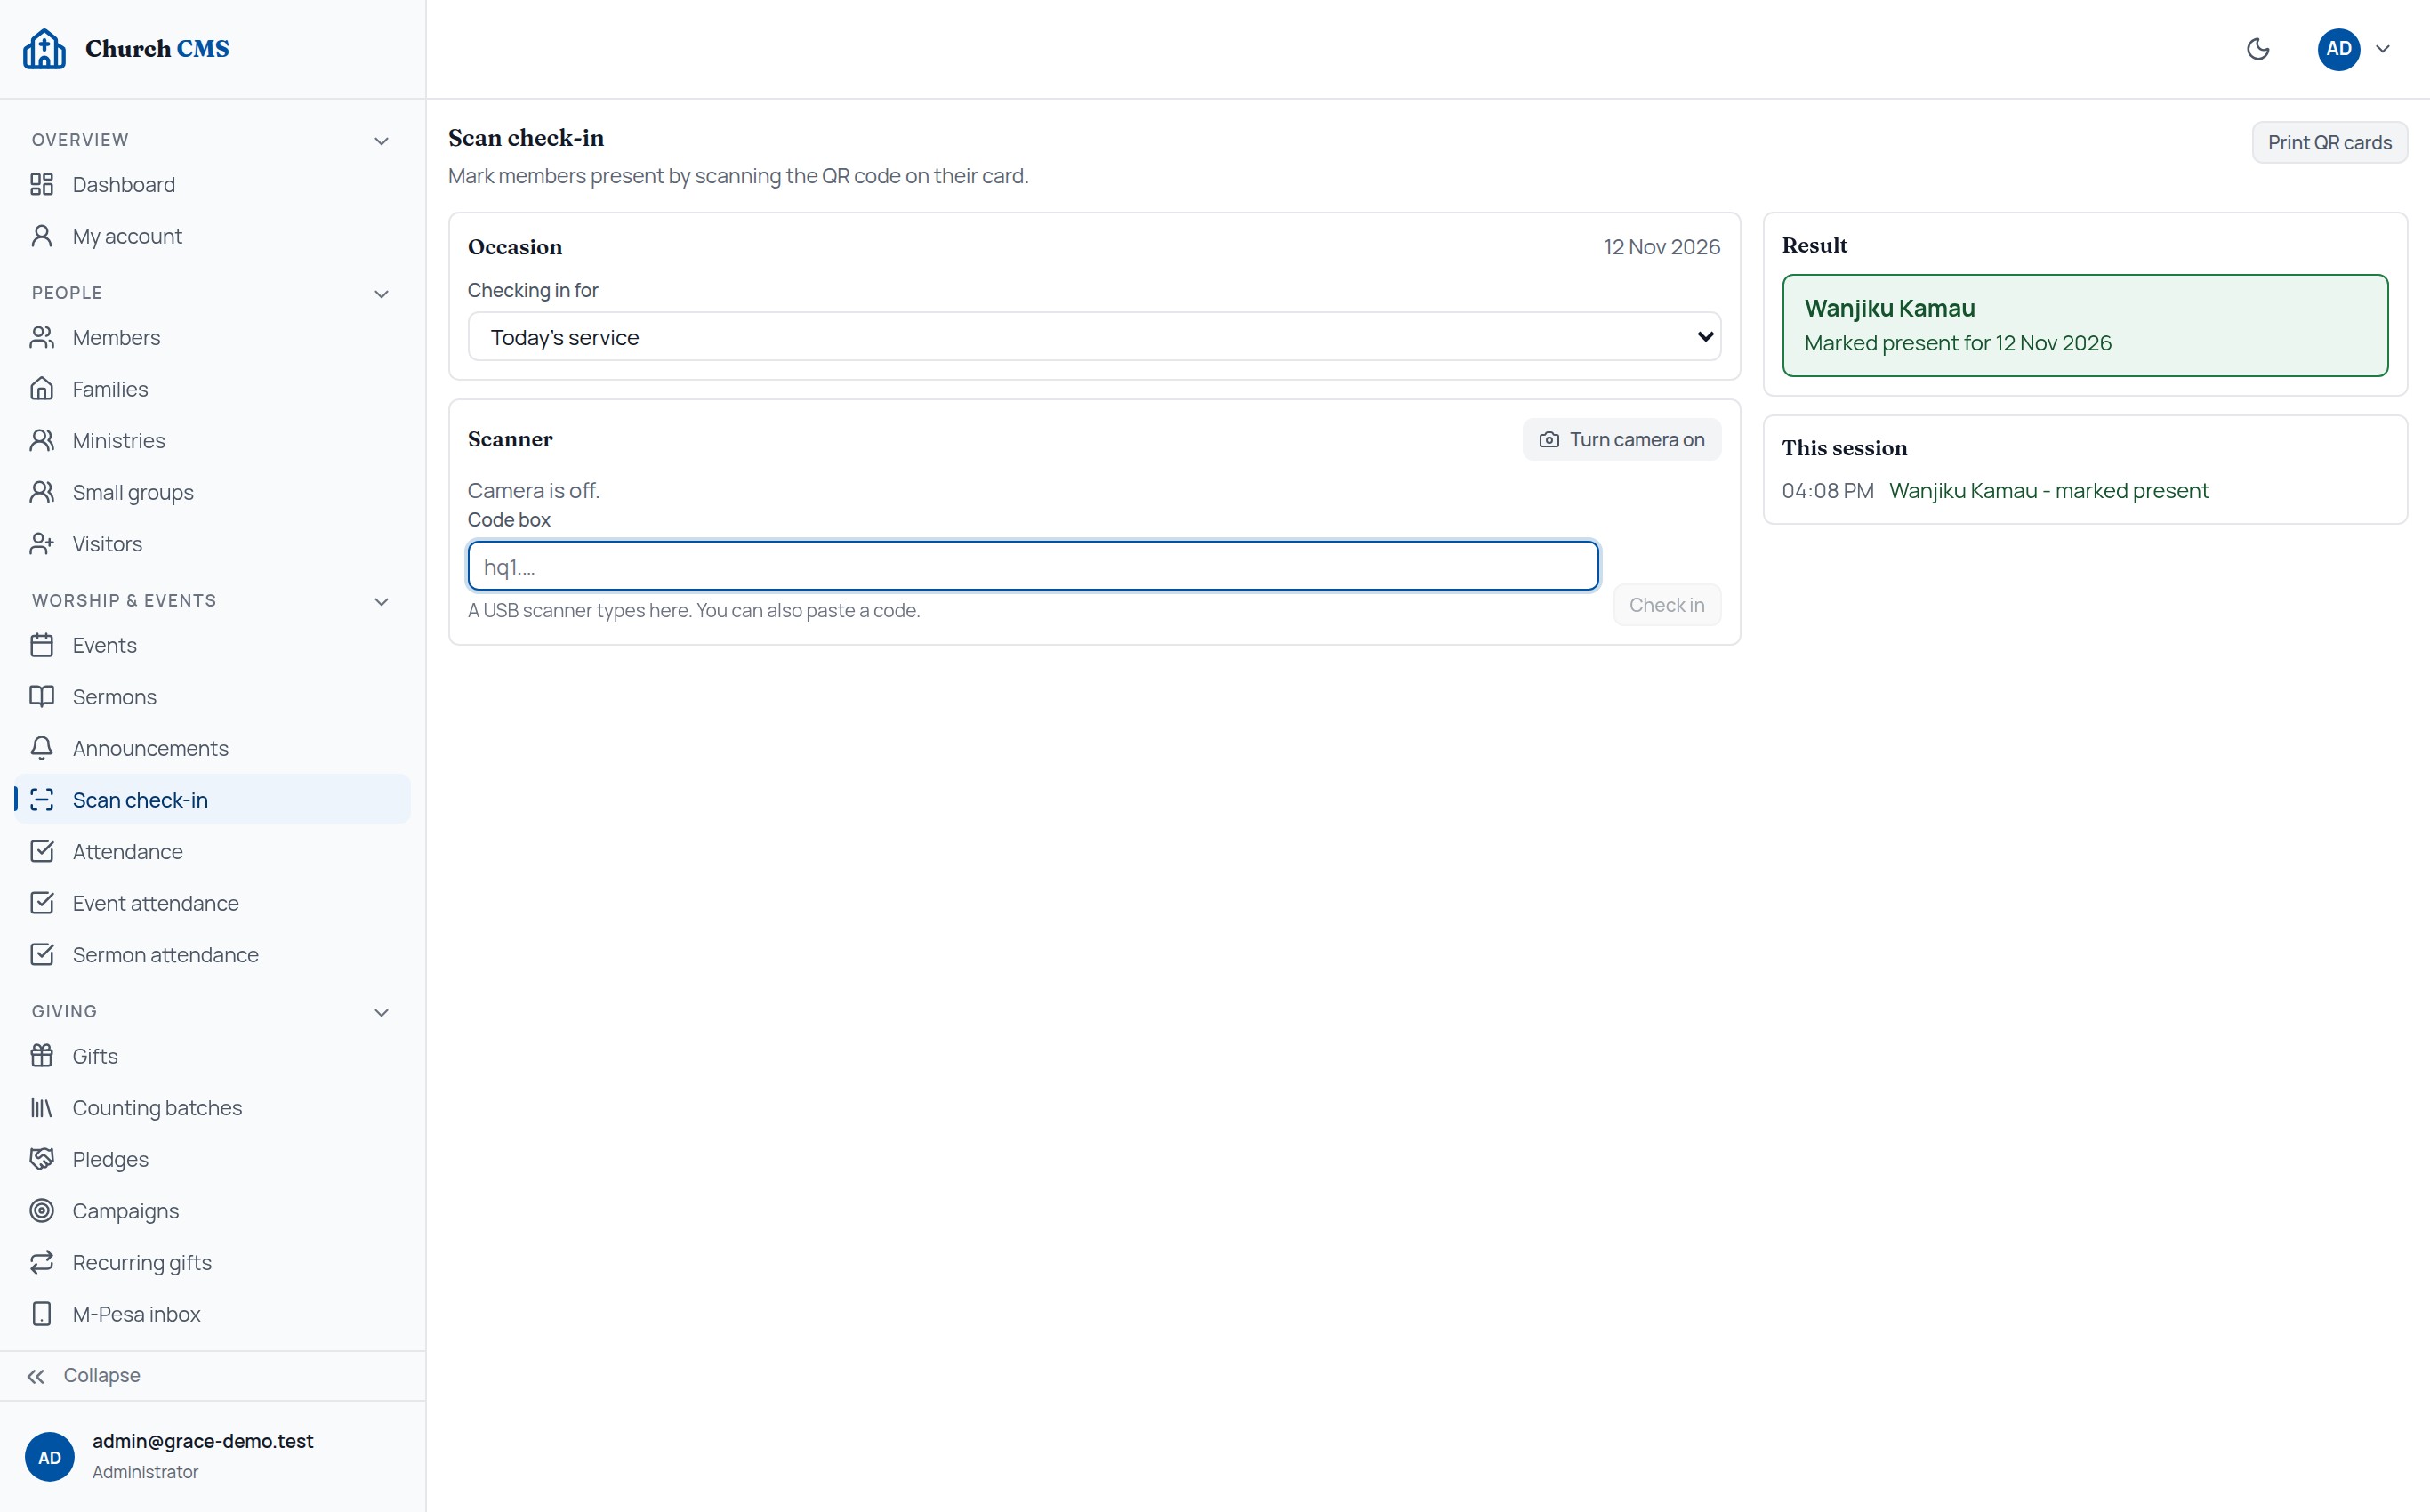 Church CMS
AD
OVERVIEW
Dashboard
My account
PEOPLE
Members
Families
Ministries
Small groups
Visitors
WORSHIP & EVENTS
Events
Sermons
Announcements
Scan check-in
Attendance
Event attendance
Sermon attendance
GIVING
Gifts
Counting batches
Pledges
Campaigns
Recurring gifts
M-Pesa inbox
Collapse
AD
admin@grace-demo.test
Administrator
Scan check-in
Mark members present by scanning the QR code on their card.
Print QR cards
Occasion
12 Nov 2026
Checking in for
Today's service
Scanner
Turn camera on
Camera is off.
Code box
hq1....
A USB scanner types here. You can also paste a code.
Check in
Result
Wanjiku Kamau
Marked present for 12 Nov 2026
This session
04:08 PM Wanjiku Kamau - marked present